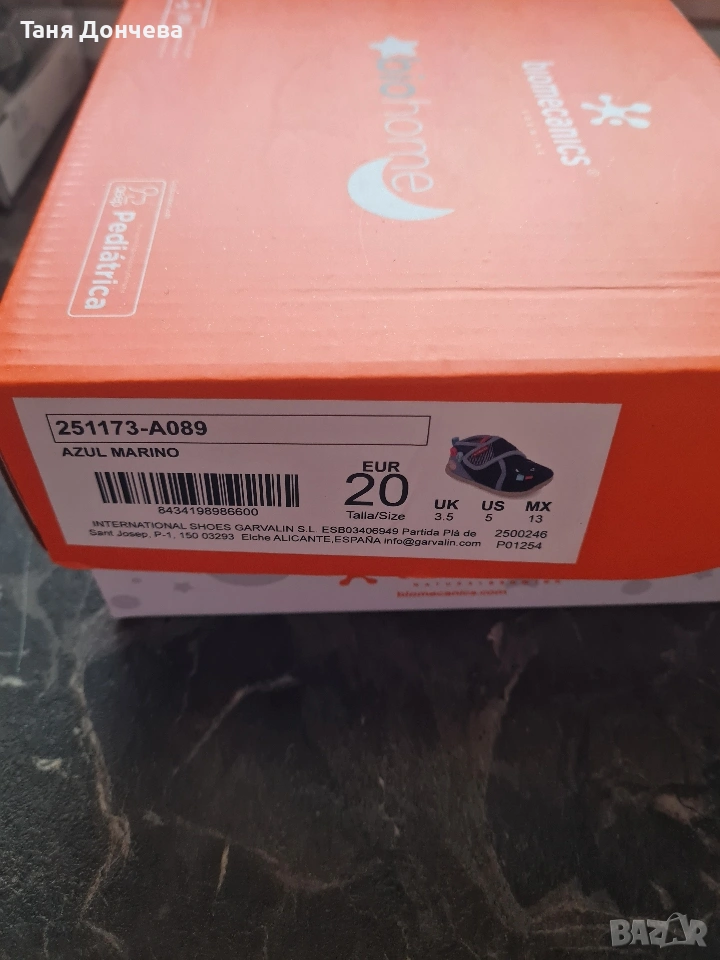 Таня Дончева
biohome
biomecanics
Pediátrica
251173-A089
AZUL MARINO
8434198986600
EUR
20
Talla/Size
UK US MX
3.5 5 13
INTERNATIONAL SHOES GARVALIN S.L. ESB03406949 Partida Plà de
Sant Josep, P-1, 150 03293 Elche ALICANTE,ESPAÑA info@garvalin.com
2500246
P01254
biomecanics.com
BAZAR